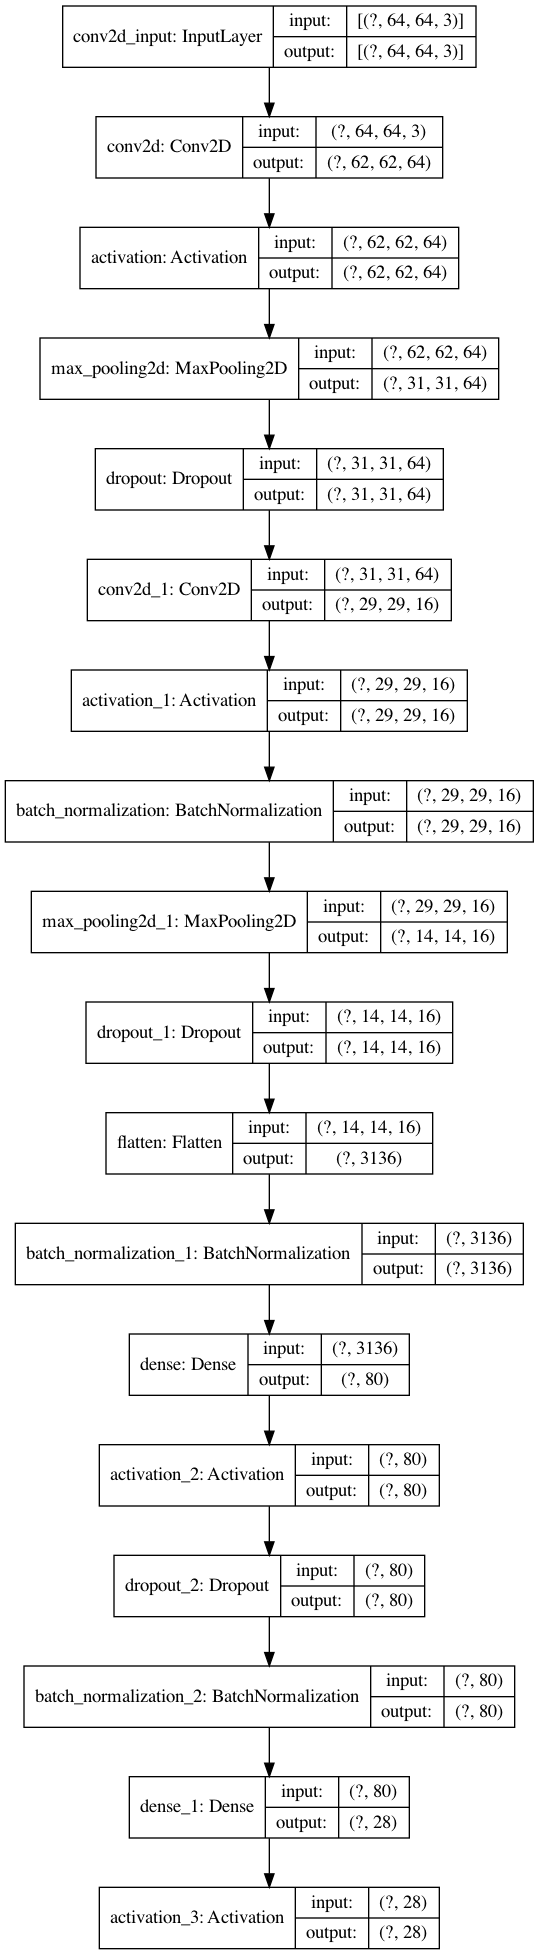 conv2d_input: InputLayer
input: [(?, 64, 64, 3)]
output: [(?, 64, 64, 3)]
conv2d: Conv2D
input: (?, 64, 64, 3)
output: (?, 62, 62, 64)
activation: Activation
input: (?, 62, 62, 64)
output: (?, 62, 62, 64)
max_pooling2d: MaxPooling2D
input: (?, 62, 62, 64)
output: (?, 31, 31, 64)
dropout: Dropout
input: (?, 31, 31, 64)
output: (?, 31, 31, 64)
conv2d_1: Conv2D
input: (?, 31, 31, 64)
output: (?, 29, 29, 16)
activation_1: Activation
input: (?, 29, 29, 16)
output: (?, 29, 29, 16)
batch_normalization: BatchNormalization
input: (?, 29, 29, 16)
output: (?, 29, 29, 16)
max_pooling2d_1: MaxPooling2D
input: (?, 29, 29, 16)
output: (?, 14, 14, 16)
dropout_1: Dropout
input: (?, 14, 14, 16)
output: (?, 14, 14, 16)
flatten: Flatten
input: (?, 14, 14, 16)
output: (?, 3136)
batch_normalization_1: BatchNormalization
input: (?, 3136)
output: (?, 3136)
dense: Dense
input: (?, 3136)
output: (?, 80)
activation_2: Activation
input: (?, 80)
output: (?, 80)
dropout_2: Dropout
input: (?, 80)
output: (?, 80)
batch_normalization_2: BatchNormalization
input: (?, 80)
output: (?, 80)
dense_1: Dense
input: (?, 80)
output: (?, 28)
activation_3: Activation
input: (?, 28)
output: (?, 28)